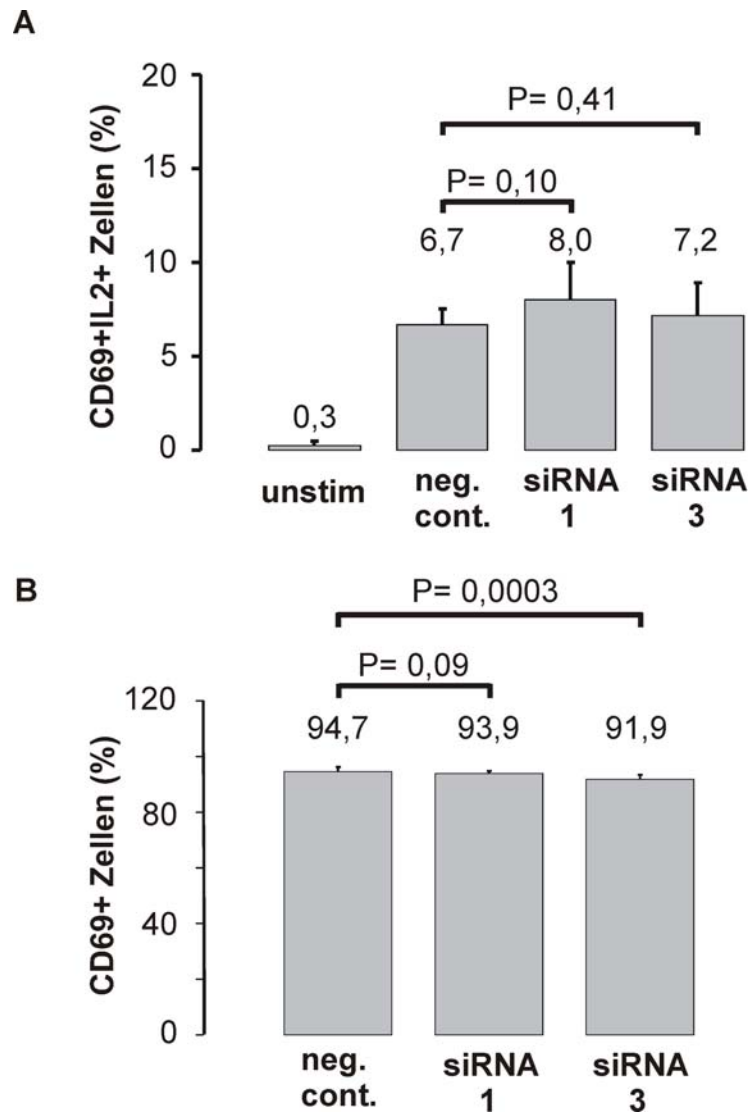 A
CD69+IL2+ Zellen (%)
20
15
10
5
0
P= 0,41
P= 0,10
6,7
8,0
7,2
0,3
unstim
neg.
cont.
siRNA
1
siRNA
3
B
CD69+ Zellen (%)
120
80
40
0
P= 0,0003
P= 0,09
94,7
93,9
91,9
neg.
cont.
siRNA
1
siRNA
3